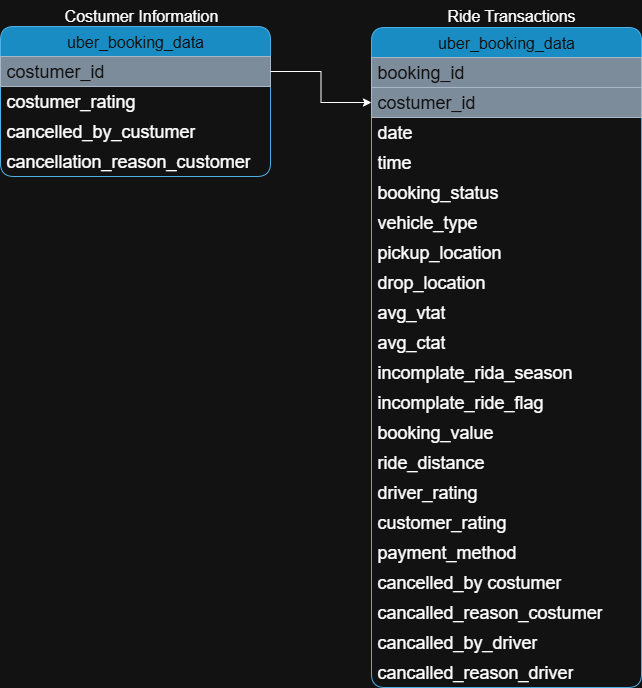 Costumer Information
uber_booking_data
costumer_id
costumer_rating
cancelled_by_custumer
cancellation_reason_customer
Ride Transactions
uber_booking_data
booking_id
costumer_id
date
time
booking_status
vehicle_type
pickup_location
drop_location
avg_vtat
avg_ctat
incomplate_rida_season
incomplate_ride_flag
booking_value
ride_distance
driver_rating
customer_rating
payment_method
cancelled_by costumer
cancalled_reason_costumer
cancalled_by_driver
cancalled_reason_driver